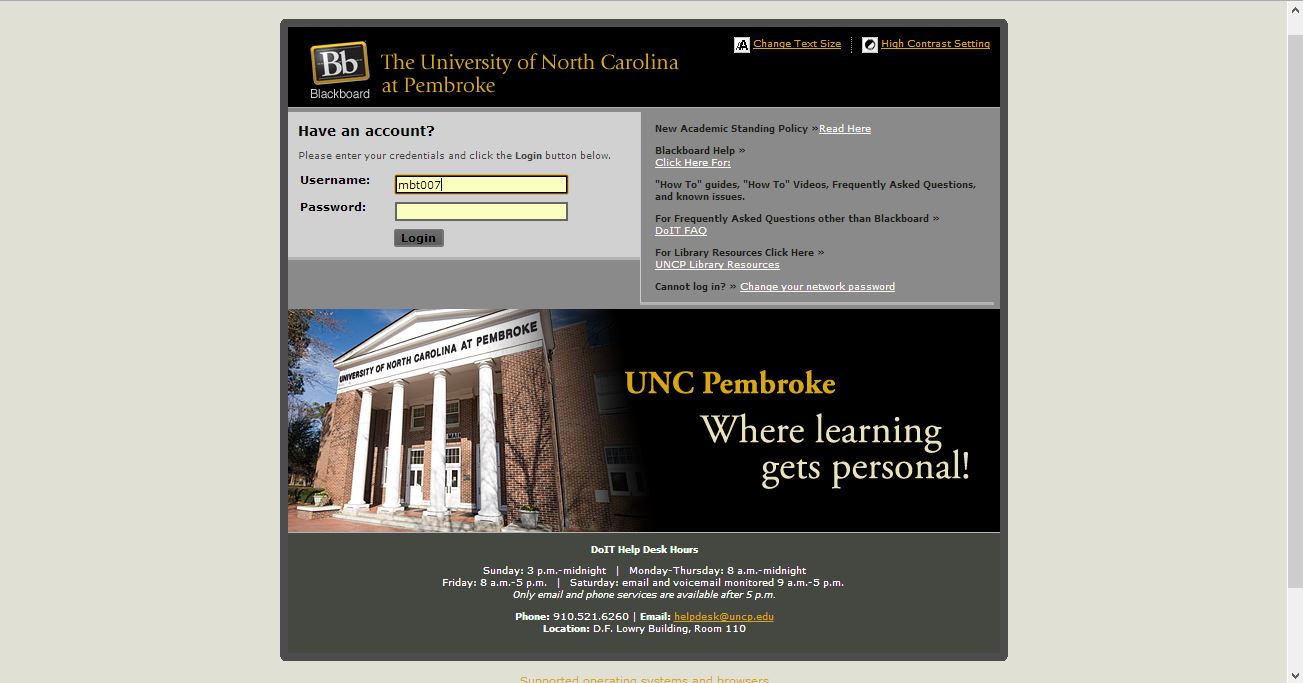 Bb
Blackboard
The University of North Carolina
at Pembroke
A Change Text Size
High Contrast Setting
Have an account?
Please enter your credentials and click the Login button below.
Username:
mbt007
Password:
Login
New Academic Standing Policy »Read Here
Blackboard Help »
Click Here For:
"How To" guides, "How To" Videos, Frequently Asked Questions,
and known issues.
For Frequently Asked Questions other than Blackboard »
DoIT FAQ
For Library Resources Click Here »
UNCP Library Resources
Cannot log in? » Change your network password
UNIVERSITY OF NORTH CAROLINA AT PEMBROKE
MAIN
UNC Pembroke
Where learning
gets personal!
DoIT Help Desk Hours
Sunday: 3 p.m.-midnight | Monday-Thursday: 8 a.m.-midnight
Friday: 8 a.m.-5 p.m. | Saturday: email and voicemail monitored 9 a.m.-5 p.m.
Only email and phone services are available after 5 p.m.
Phone: 910.521.6260 | Email: helpdesk@uncp.edu
Location: D.F. Lowry Building, Room 110
Supported operating systems and browsers